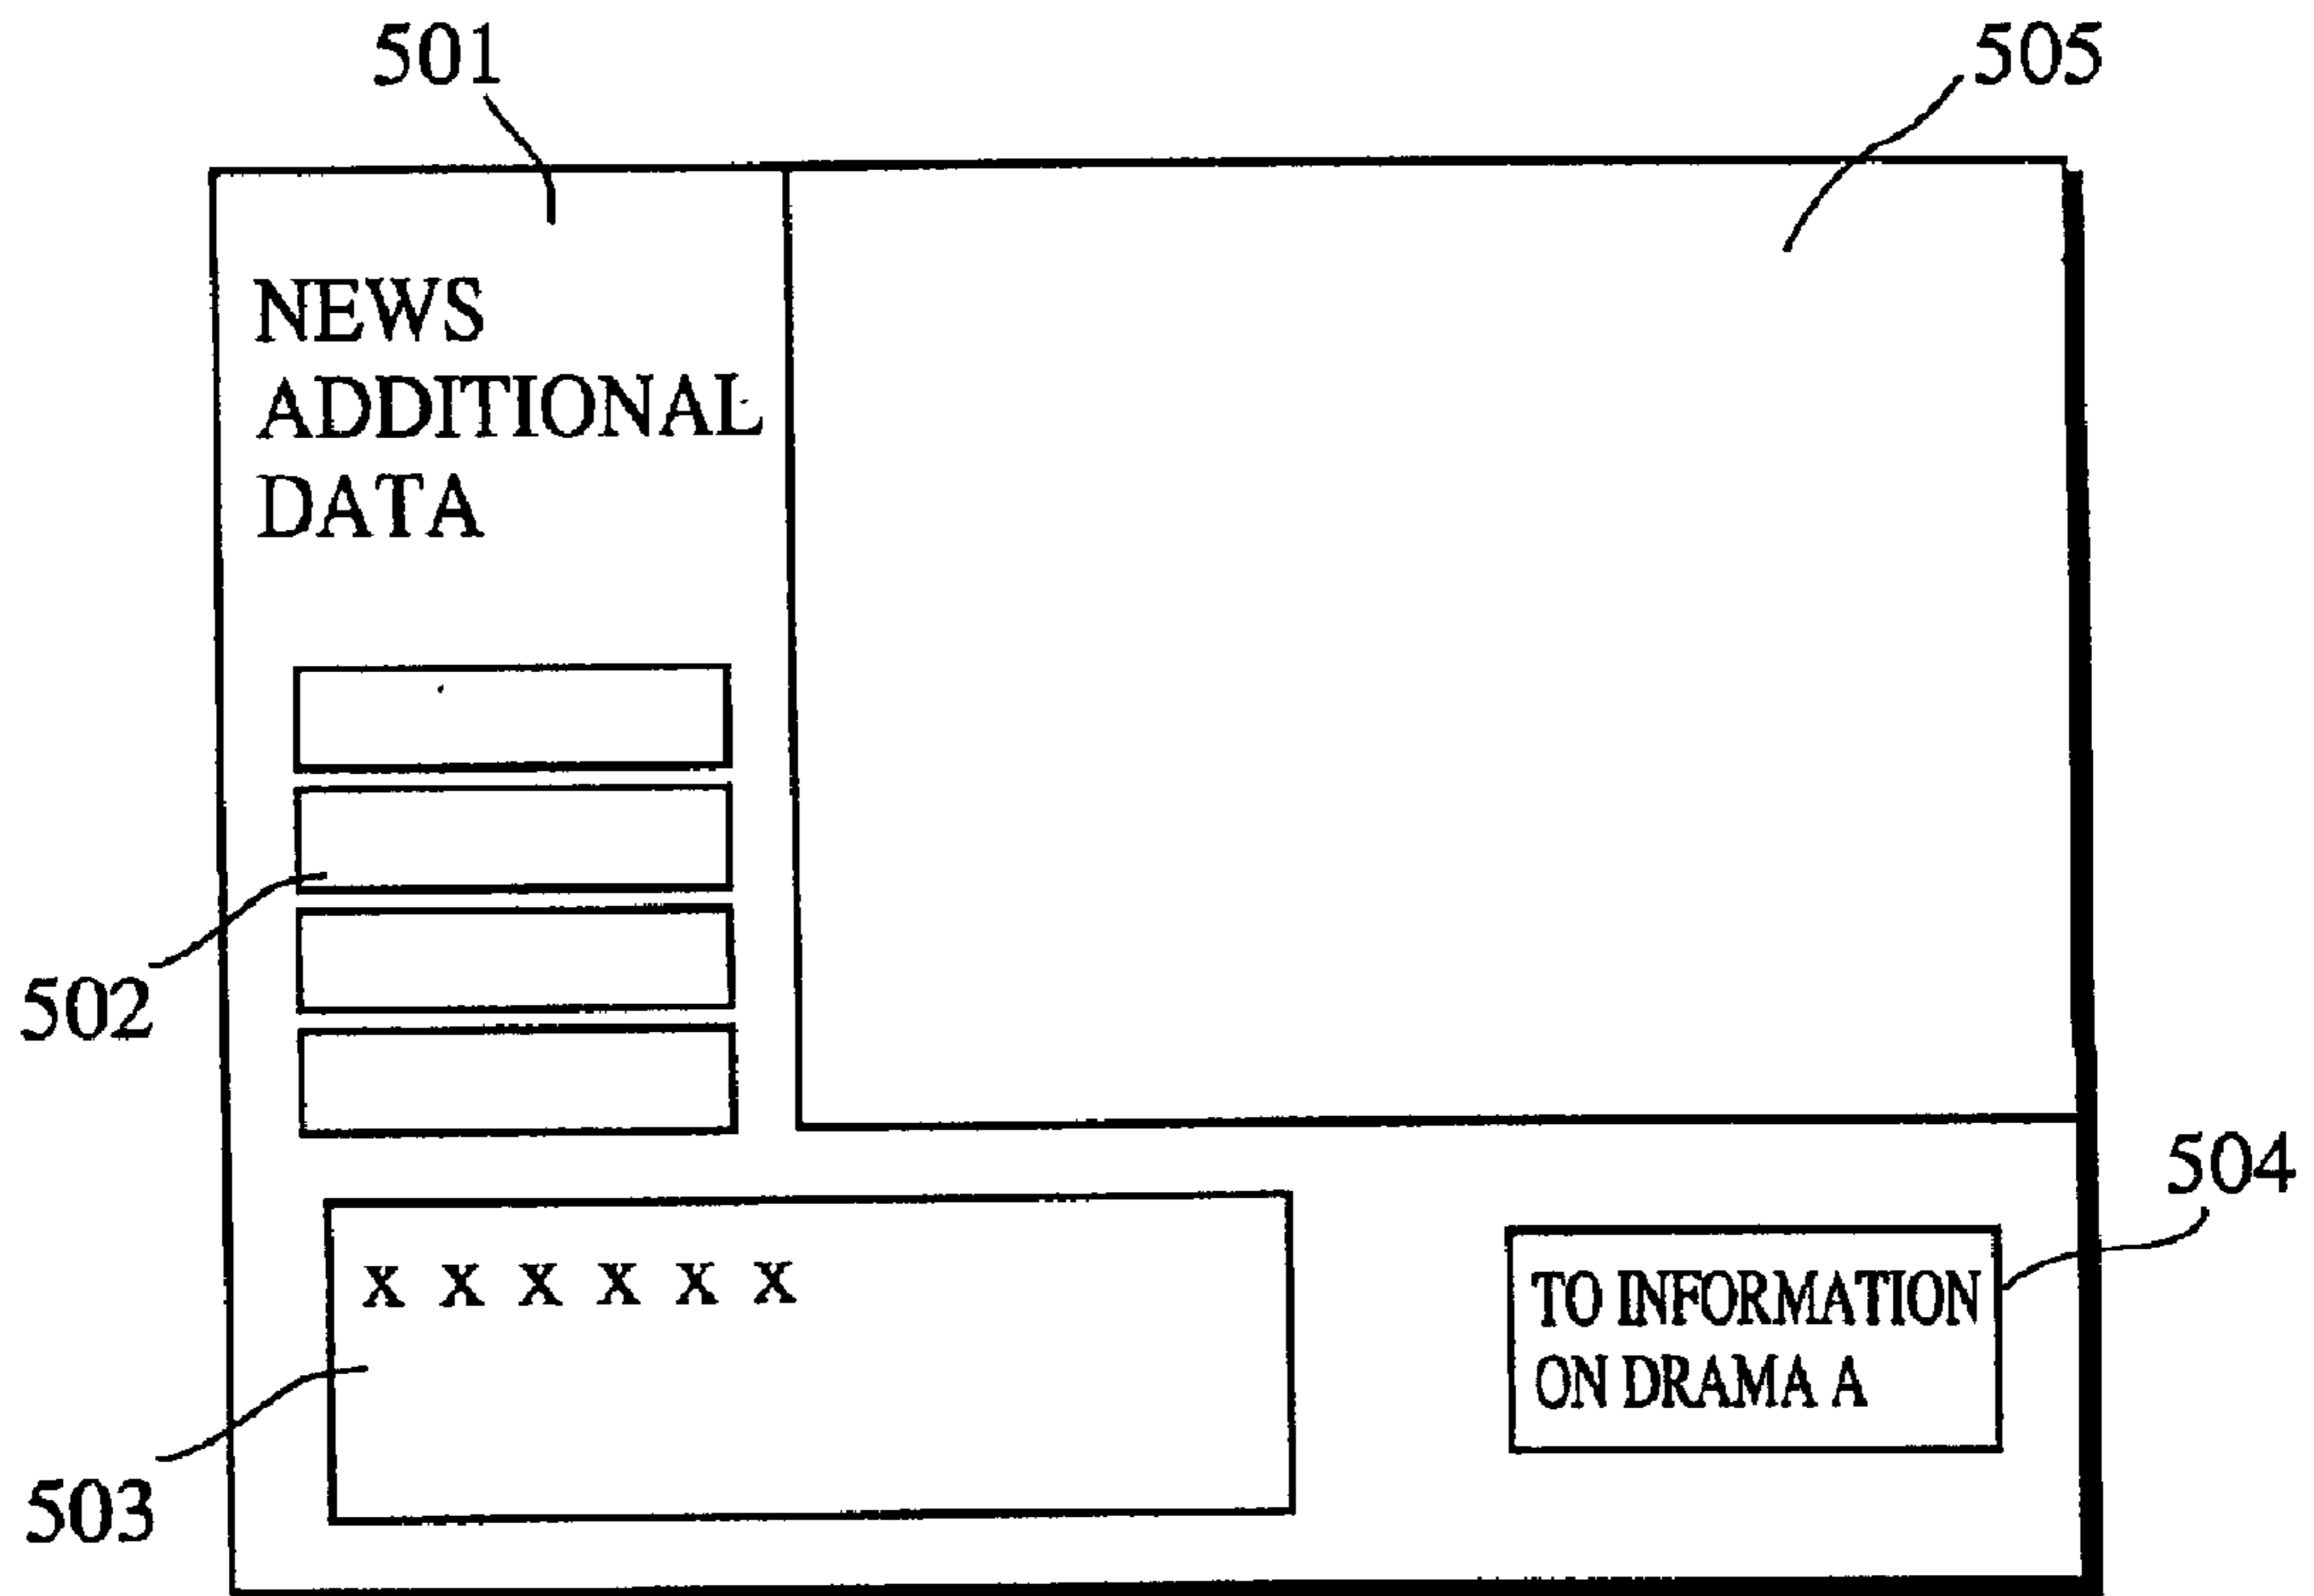 501
505
NEWS
ADDITIONAL
DATA
502
504
x x x x x x
TO INFORMATION
ON DRAMA A
503